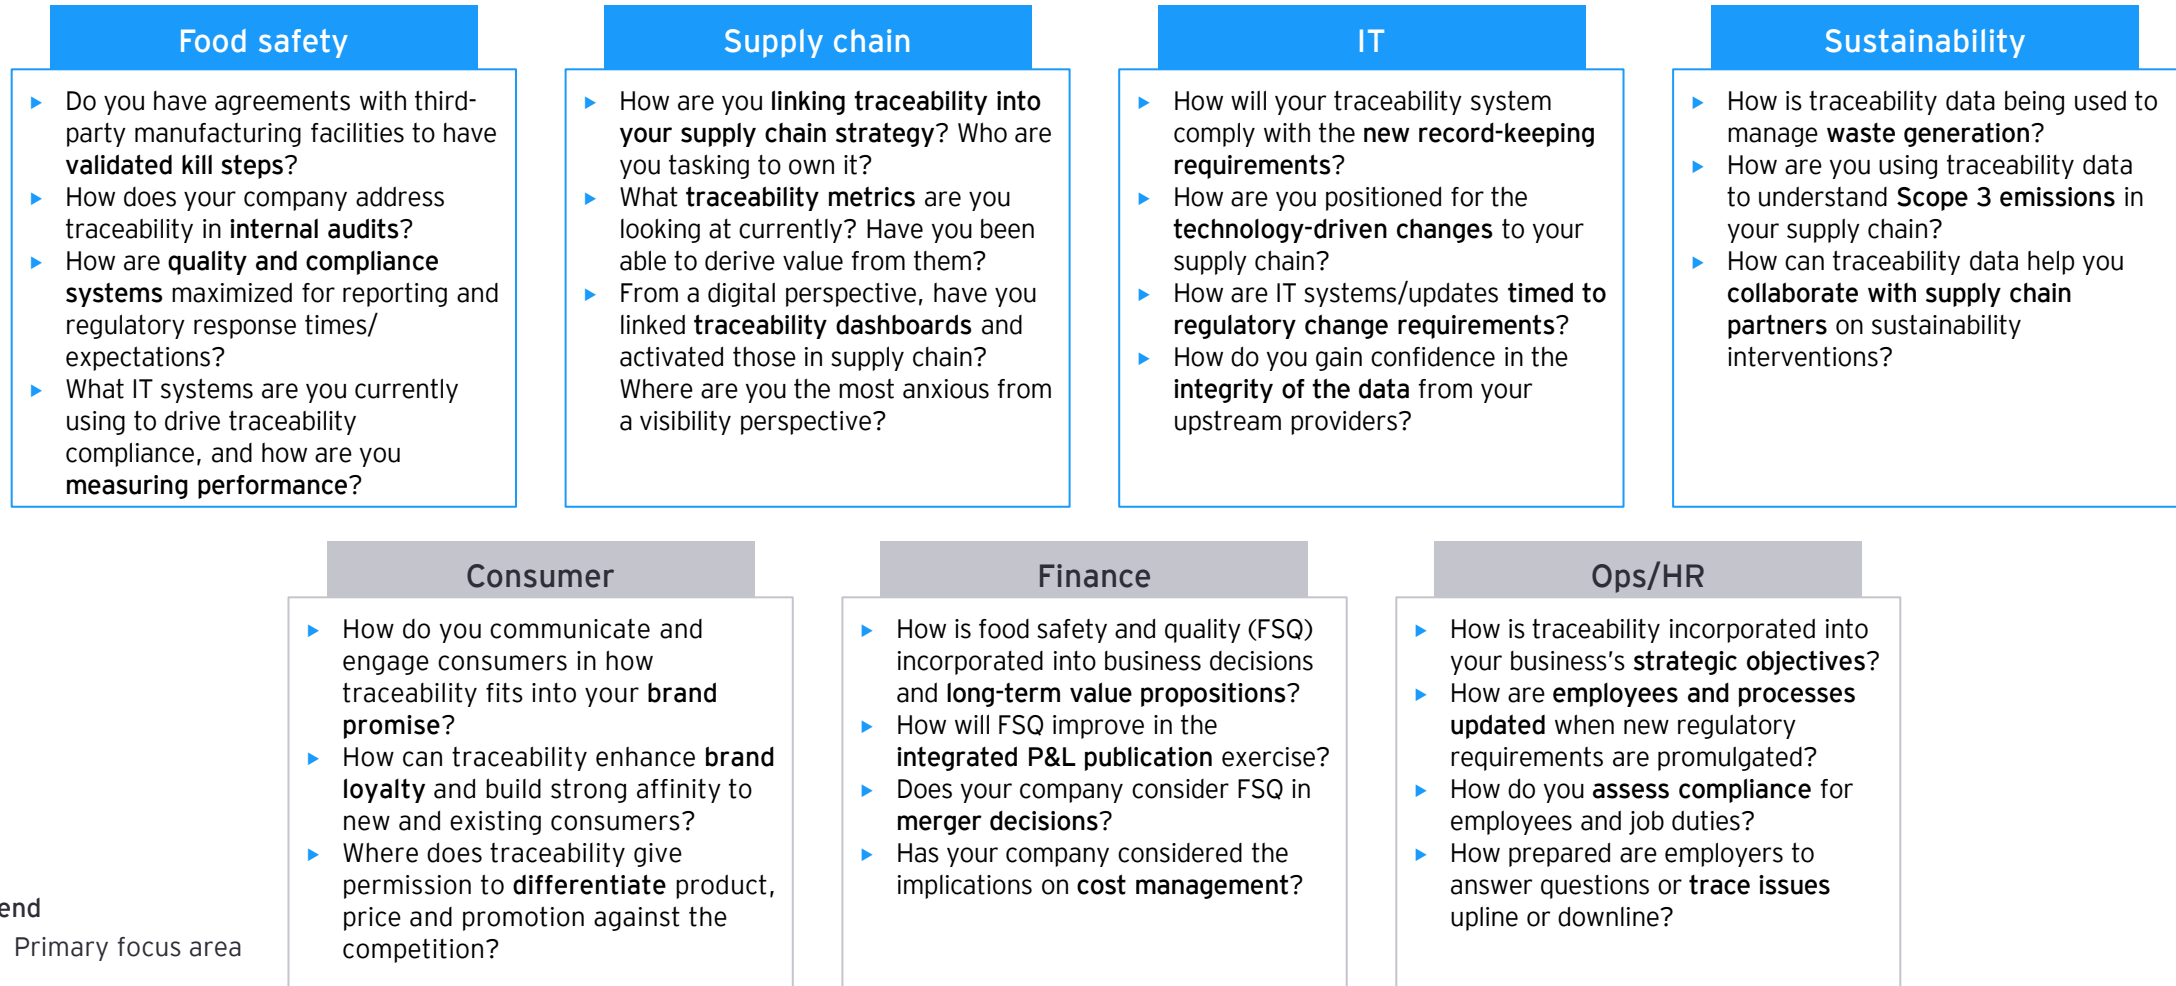 Food safety
Do you have agreements with third-
party manufacturing facilities to have
validated kill steps?
How does your company address
traceability in internal audits?
How are quality and compliance
systems maximized for reporting and
regulatory response times/
expectations?
What IT systems are you currently
using to drive traceability
compliance, and how are you
measuring performance?
Supply chain
How are you linking traceability into
your supply chain strategy? Who are
you tasking to own it?
What traceability metrics are you
looking at currently? Have you been
able to derive value from them?
From a digital perspective, have you
linked traceability dashboards and
activated those in supply chain?
Where are you the most anxious from
a visibility perspective?
IT
How will your traceability system
comply with the new record-keeping
requirements?
How are you positioned for the
technology-driven changes to your
supply chain?
How are IT systems/updates timed to
regulatory change requirements?
How do you gain confidence in the
integrity of the data from your
upstream providers?
Sustainability
How is traceability data being used to
manage waste generation?
How are you using traceability data
to understand Scope 3 emissions in
your supply chain?
How can traceability data help you
collaborate with supply chain
partners on sustainability
interventions?
Consumer
How do you communicate and
engage consumers in how
traceability fits into your brand
promise?
How can traceability enhance brand
loyalty and build strong affinity to
new and existing consumers?
Where does traceability give
permission to differentiate product,
price and promotion against the
competition?
Finance
How is food safety and quality (FSQ)
incorporated into business decisions
and long-term value propositions?
How will FSQ improve in the
integrated P&L publication exercise?
Does your company consider FSQ in
merger decisions?
Has your company considered the
implications on cost management?
Ops/HR
How is traceability incorporated into
your business’s strategic objectives?
How are employees and processes
updated when new regulatory
requirements are promulgated?
How do you assess compliance for
employees and job duties?
How prepared are employers to
answer questions or trace issues
upline or downline?
end
Primary focus area